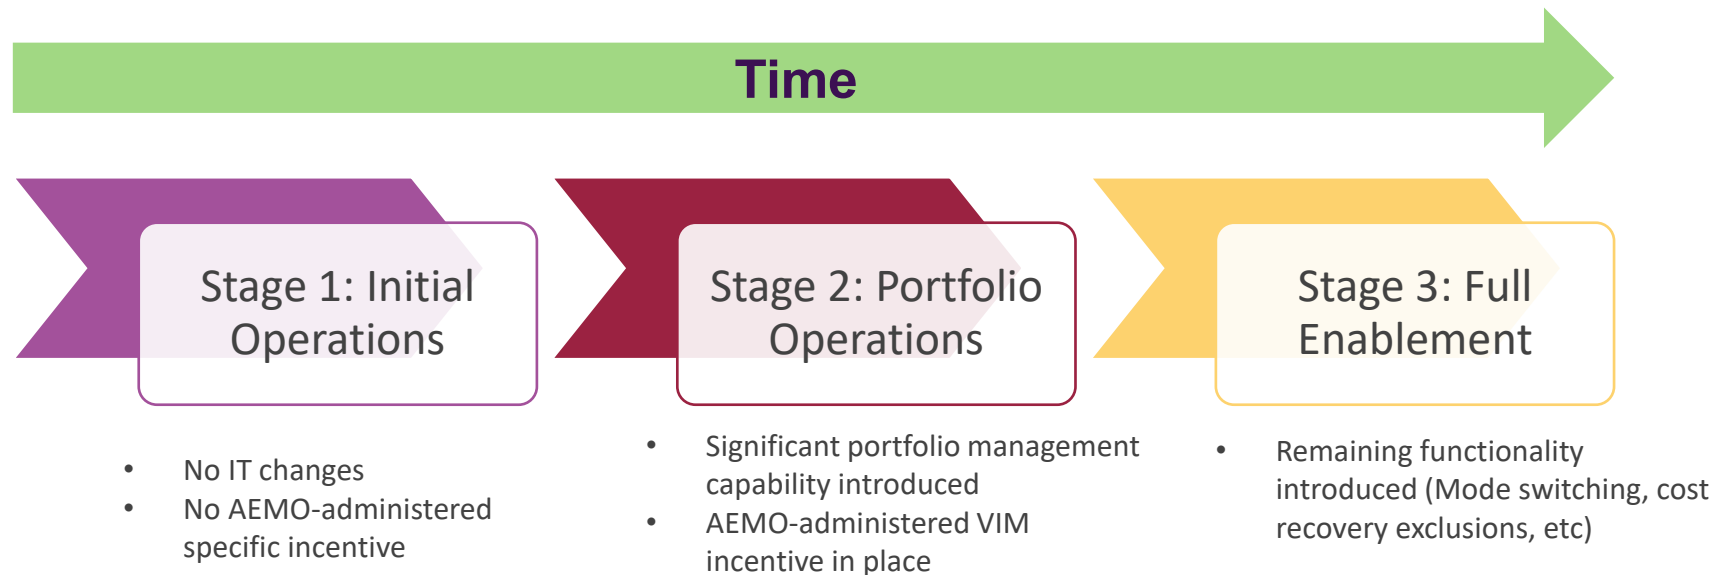 Time
Stage 1: Initial
Operations
Stage 2: Portfolio
Operations
Stage 3: Full
Enablement
• No IT changes
• No AEMO-administered
specific incentive
• Significant portfolio management
capability introduced
• AEMO-administered VIM
incentive in place
• Remaining functionality
introduced (Mode switching, cost
recovery exclusions, etc)